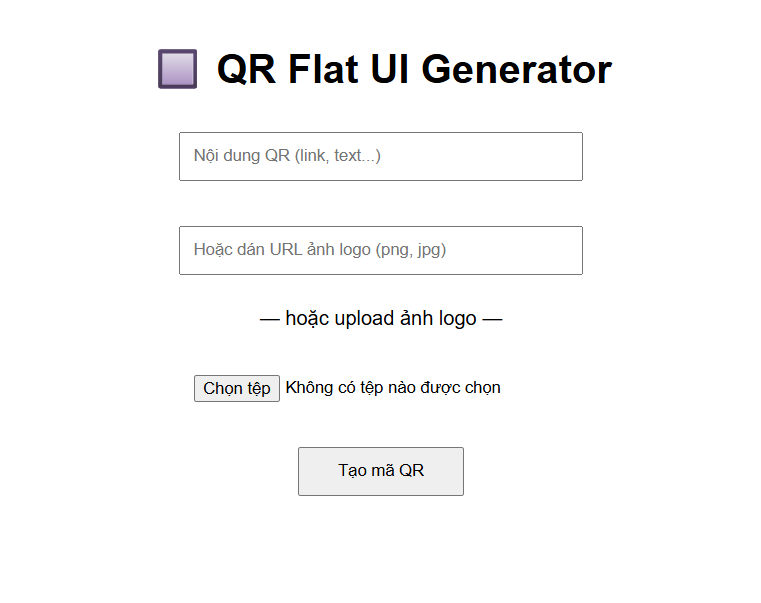 QR Flat UI Generator
Nội dung QR (link, text...)
Hoặc dán URL ảnh logo (png, jpg)
— hoặc upload ảnh logo —
Chọn tệp Không có tệp nào được chọn
Tạo mã QR